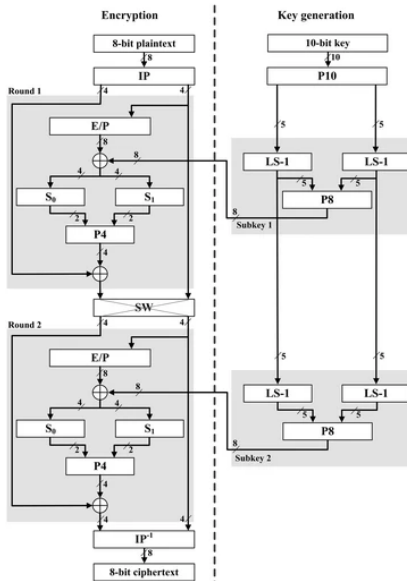 Encryption
Key generation
8-bit plaintext
10-bit key
8
10
IP
P10
4
4
Round 1
E/P
5
5
8
8
LS-1
LS-1
4
4
5
5
S0
S1
P8
2
2
8
P4
Subkey 1
4
SW
4
4
Round 2
E/P
5
5
8
8
LS-1
LS-1
4
4
5
5
S0
S1
P8
2
2
8
P4
Subkey 2
4
4
4
IP-1
8
8-bit ciphertext